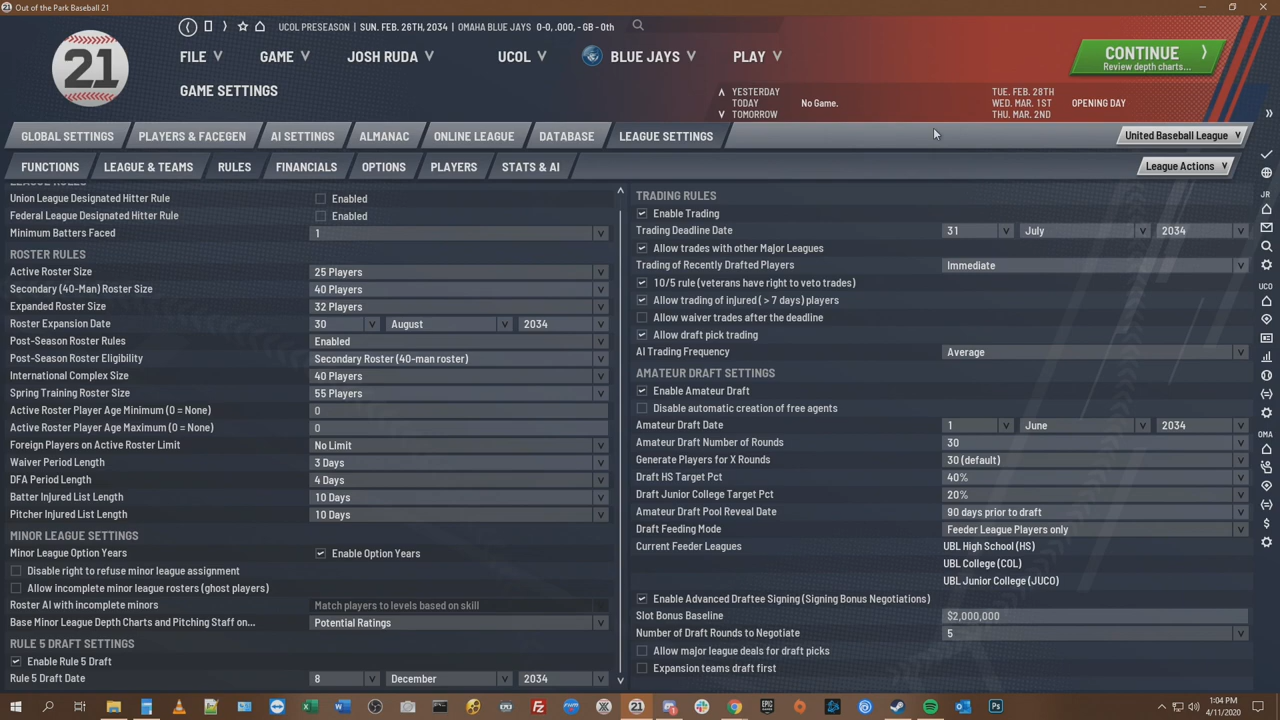 Out of the Park Baseball 21
UCOL PRESEASON | SUN. FEB. 26TH, 2034 | OMAHA BLUE JAYS 0-0, .000, - GB - 0th
21
FILE GAME JOSH RUDA UCOL BLUE JAYS PLAY
CONTINUE
Review depth charts...
GAME SETTINGS
YESTERDAY TUE. FEB. 28TH
TODAY No Game. WED. MAR. 1ST OPENING DAY
TOMORROW THU. MAR. 2ND
GLOBAL SETTINGS PLAYERS & FACEGEN AI SETTINGS ALMANAC ONLINE LEAGUE DATABASE LEAGUE SETTINGS United Baseball League
FUNCTIONS LEAGUE & TEAMS RULES FINANCIALS OPTIONS PLAYERS STATS & AI League Actions
LEAGUE RULES
Union League Designated Hitter Rule Enabled
Federal League Designated Hitter Rule Enabled
Minimum Batters Faced 1
ROSTER RULES
Active Roster Size 25 Players
Secondary (40-Man) Roster Size 40 Players
Expanded Roster Size 32 Players
Roster Expansion Date 30 August 2034
Post-Season Roster Rules Enabled
Post-Season Roster Eligibility Secondary Roster (40-man roster)
International Complex Size 40 Players
Spring Training Roster Size 55 Players
Active Roster Player Age Minimum (0 = None) 0
Active Roster Player Age Maximum (0 = None) 0
Foreign Players on Active Roster Limit No Limit
Waiver Period Length 3 Days
DFA Period Length 4 Days
Batter Injured List Length 10 Days
Pitcher Injured List Length 10 Days
MINOR LEAGUE SETTINGS
Minor League Option Years Enable Option Years
Disable right to refuse minor league assignment
Allow incomplete minor league rosters (ghost players)
Roster AI with incomplete minors Match players to levels based on skill
Base Minor League Depth Charts and Pitching Staff on... Potential Ratings
RULE 5 DRAFT SETTINGS
Enable Rule 5 Draft
Rule 5 Draft Date 8 December 2034
TRADING RULES
Enable Trading
Trading Deadline Date 31 July 2034
Allow trades with other Major Leagues
Trading of Recently Drafted Players Immediate
10/5 rule (veterans have right to veto trades)
Allow trading of injured ( > 7 days) players
Allow waiver trades after the deadline
Allow draft pick trading
AI Trading Frequency Average
AMATEUR DRAFT SETTINGS
Enable Amateur Draft
Disable automatic creation of free agents
Amateur Draft Date 1 June 2034
Amateur Draft Number of Rounds 30
Generate Players for X Rounds 30 (default)
Draft HS Target Pct 40%
Draft Junior College Target Pct 20%
Amateur Draft Pool Reveal Date 90 days prior to draft
Draft Feeding Mode Feeder League Players only
Current Feeder Leagues UBL High School (HS)
UBL College (COL)
UBL Junior College (JUCO)
Enable Advanced Draftee Signing (Signing Bonus Negotiations)
Slot Bonus Baseline $2,000,000
Number of Draft Rounds to Negotiate 5
Allow major league deals for draft picks
Expansion teams draft first
JR
UCO
OMA
1:04 PM
4/11/2020